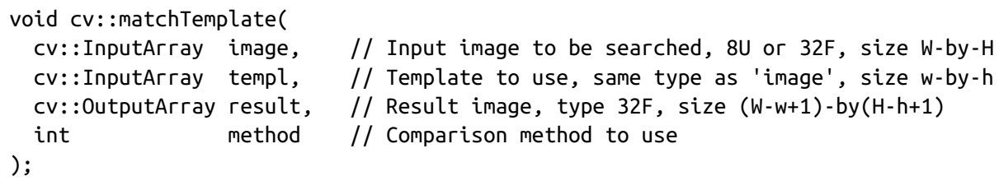 void cv::matchTemplate(
  cv::InputArray  image,    // Input image to be searched, 8U or 32F, size W-by-H
  cv::InputArray  templ,    // Template to use, same type as 'image', size w-by-h
  cv::OutputArray result,   // Result image, type 32F, size (W-w+1)-by(H-h+1)
  int             method    // Comparison method to use
);